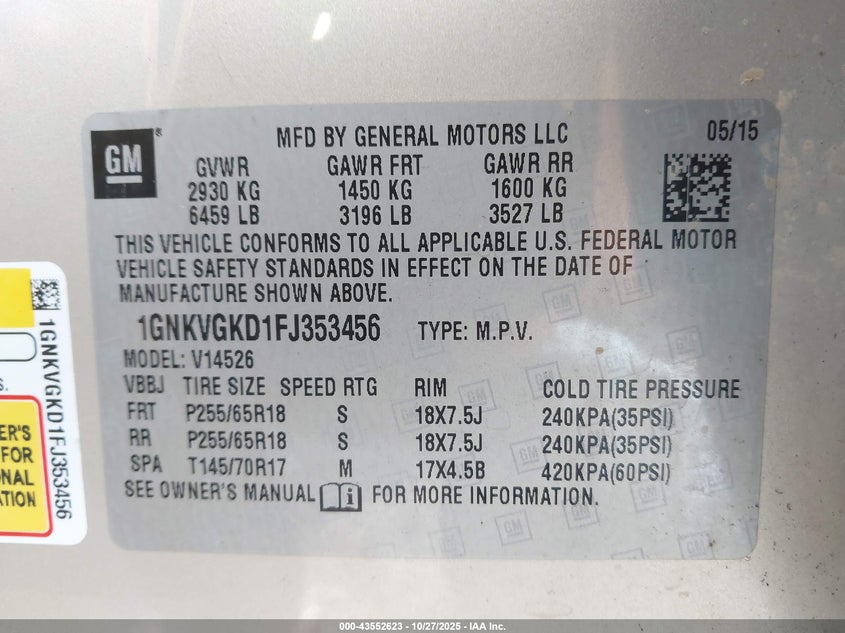 GM
®
MFD BY GENERAL MOTORS LLC 05/15
GVWR GAWR FRT GAWR RR
2930 KG 1450 KG 1600 KG
6459 LB 3196 LB 3527 LB
THIS VEHICLE CONFORMS TO ALL APPLICABLE U.S. FEDERAL MOTOR
VEHICLE SAFETY STANDARDS IN EFFECT ON THE DATE OF
MANUFACTURE SHOWN ABOVE.
1GNKVGKD1FJ353456 TYPE: M.P.V.
MODEL: V14526
VBBJ TIRE SIZE SPEED RTG RIM COLD TIRE PRESSURE
FRT P255/65R18 S 18X7.5J 240KPA(35PSI)
RR P255/65R18 S 18X7.5J 240KPA(35PSI)
SPA T145/70R17 M 17X4.5B 420KPA(60PSI)
SEE OWNER'S MANUAL FOR MORE INFORMATION.
1GNKVGKD1FJ353456
S.
ER'S
FOR
ONAL
ATION
000-43552623 - 10/27/2025 - IAA Inc.